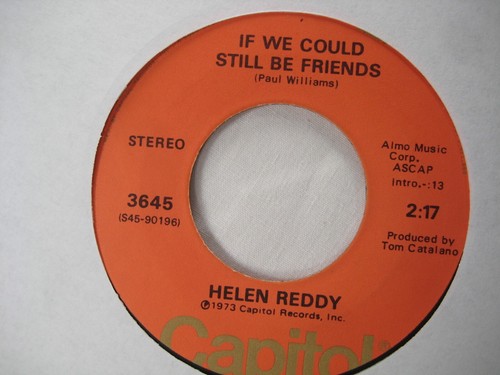 IF WE COULD
STILL BE FRIENDS
(Paul Williams)
STEREO
3645
(S45-90196)
Almo Music
Corp.
ASCAP
Intro.-:13
2:17
Produced by
Tom Catalano
HELEN REDDY
℗1973 Capitol Records, Inc.
Capitol